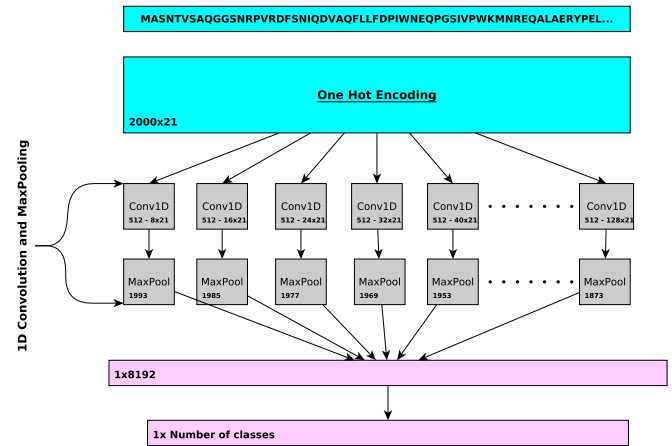 MASNTVSAQGGSNRPVRDFSNIQDVAQFLLFDPIWNEQPGSIVPWKMNREQALAERYPEL...
One Hot Encoding
2000x21
1D Convolution and MaxPooling
Conv1D
512 - 8x21
Conv1D
512 - 16x21
Conv1D
512 - 24x21
Conv1D
512 - 32x21
Conv1D
512 - 40x21
Conv1D
512 - 128x21
MaxPool
1993
MaxPool
1985
MaxPool
1977
MaxPool
1969
MaxPool
1953
MaxPool
1873
1x8192
1x Number of classes